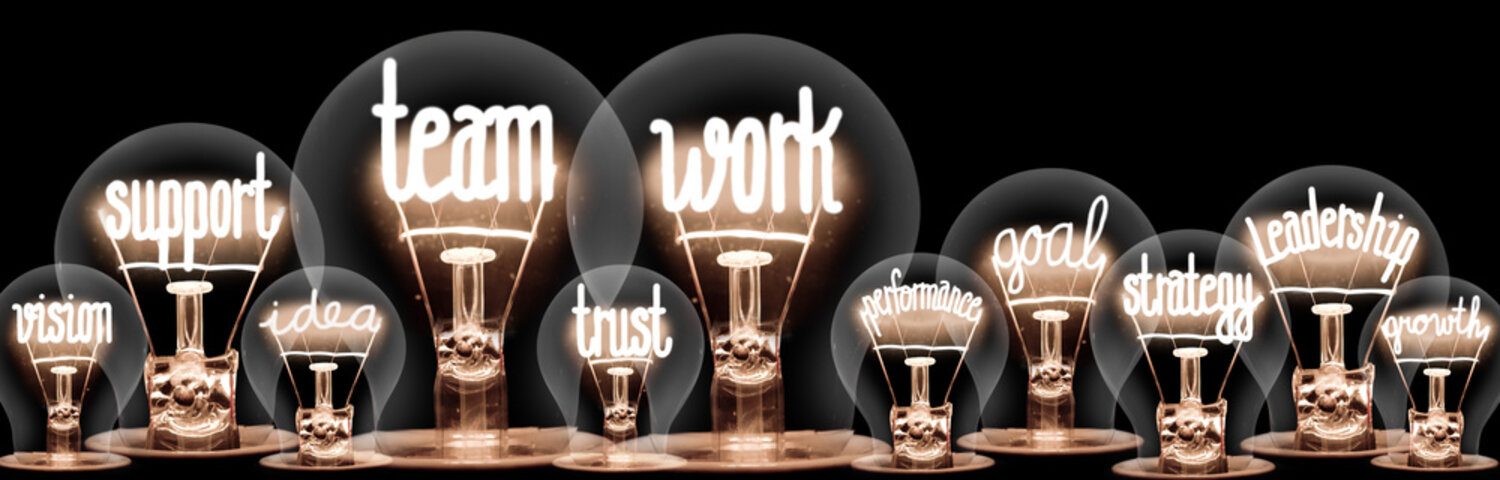 vision
support
idea
team
work
trust
performance
goal
strategy
Leadership
growth